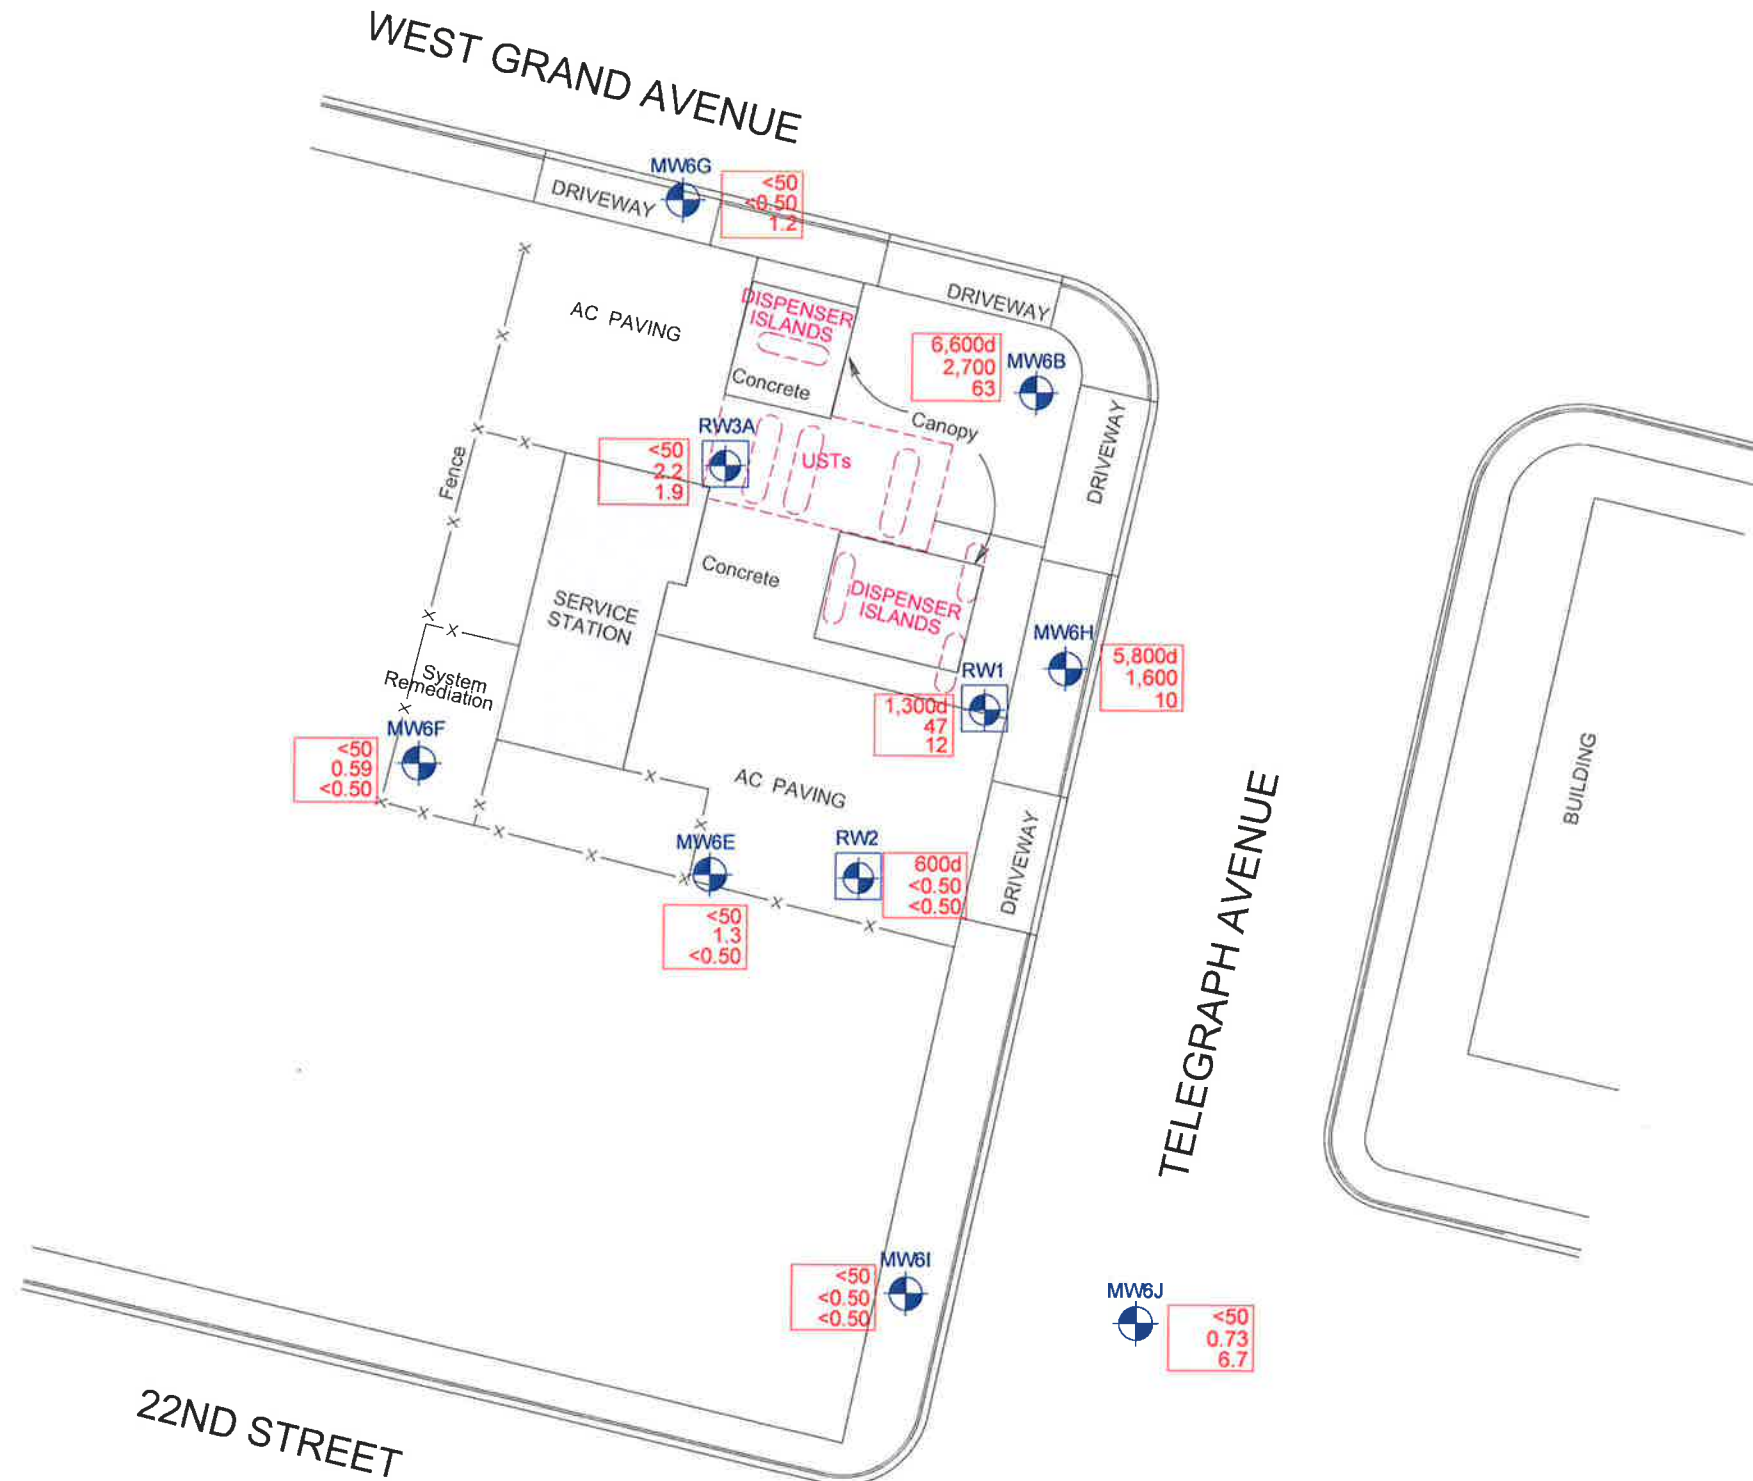 WEST GRAND AVENUE
MW6G
<50
<0.50
1.2
DRIVEWAY
DRIVEWAY
AC PAVING
DISPENSER
ISLANDS
Concrete
6,600d
2,700
63
MW6B
Canopy
DRIVEWAY
RW3A
<50
2.2
1.9
USTs
Fence
Concrete
SERVICE
STATION
DISPENSER
ISLANDS
MW6H
5,800d
1,600
10
System
Remediation
RW1
1,300d
47
12
MW6F
<50
0.59
<0.50
AC PAVING
BUILDING
MW6E
<50
1.3
<0.50
RW2
600d
<0.50
<0.50
DRIVEWAY
TELEGRAPH AVENUE
MW6I
<50
<0.50
<0.50
MW6J
<50
0.73
6.7
22ND STREET